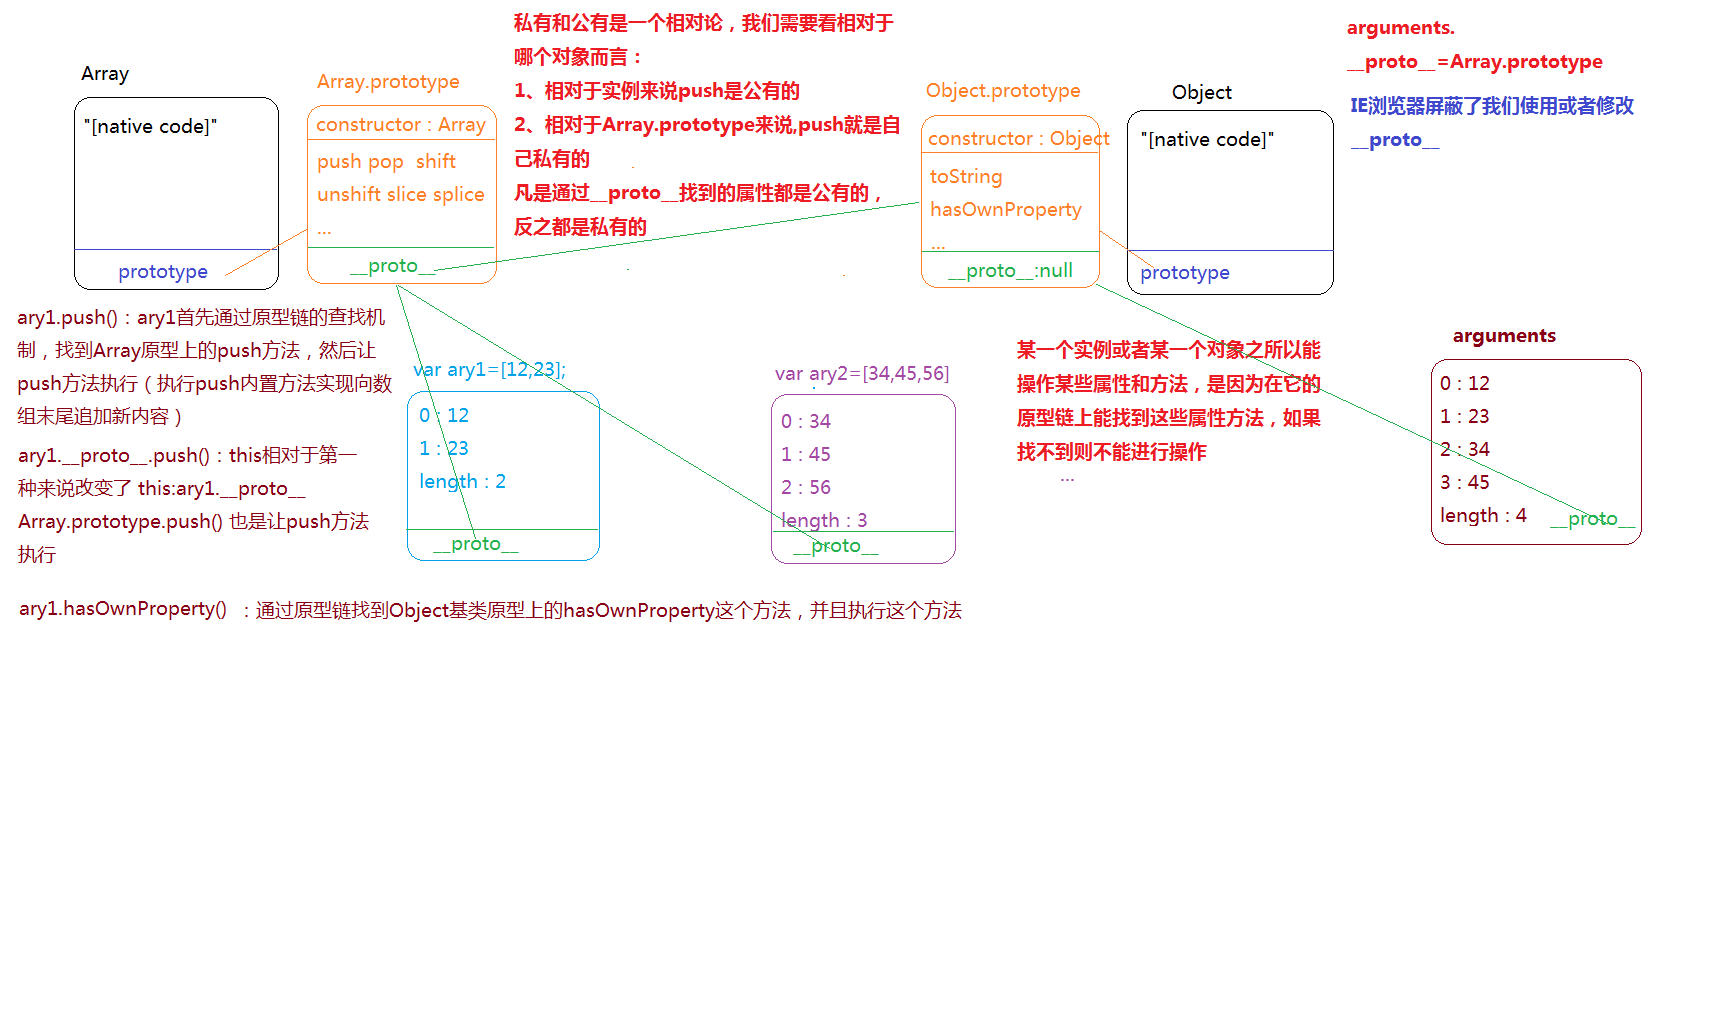 Array
"[native code]"
prototype
Array.prototype
constructor : Array
push pop  shift
unshift slice splice
...
__proto__
私有和公有是一个相对论，我们需要看相对于
哪个对象而言：
1、相对于实例来说push是公有的
2、相对于Array.prototype来说,push就是自
己私有的
凡是通过__proto__找到的属性都是公有的，
反之都是私有的
Object.prototype
constructor : Object
toString
hasOwnProperty
...
__proto__:null
Object
"[native code]"
prototype
arguments.
__proto__=Array.prototype
IE浏览器屏蔽了我们使用或者修改
__proto__
ary1.push()：ary1首先通过原型链的查找机
制，找到Array原型上的push方法，然后让
push方法执行（执行push内置方法实现向数
组末尾追加新内容）
ary1.__proto__.push()：this相对于第一
种来说改变了 this:ary1.__proto__
Array.prototype.push() 也是让push方法
执行
var ary1=[12,23];
0 : 12
1 : 23
length : 2
__proto__
var ary2=[34,45,56]
0 : 34
1 : 45
2 : 56
length : 3
__proto__
某一个实例或者某一个对象之所以能
操作某些属性和方法，是因为在它的
原型链上能找到这些属性方法，如果
找不到则不能进行操作
...
arguments
0 : 12
1 : 23
2 : 34
3 : 45
length : 4
__proto__
ary1.hasOwnProperty() ：通过原型链找到Object基类原型上的hasOwnProperty这个方法，并且执行这个方法